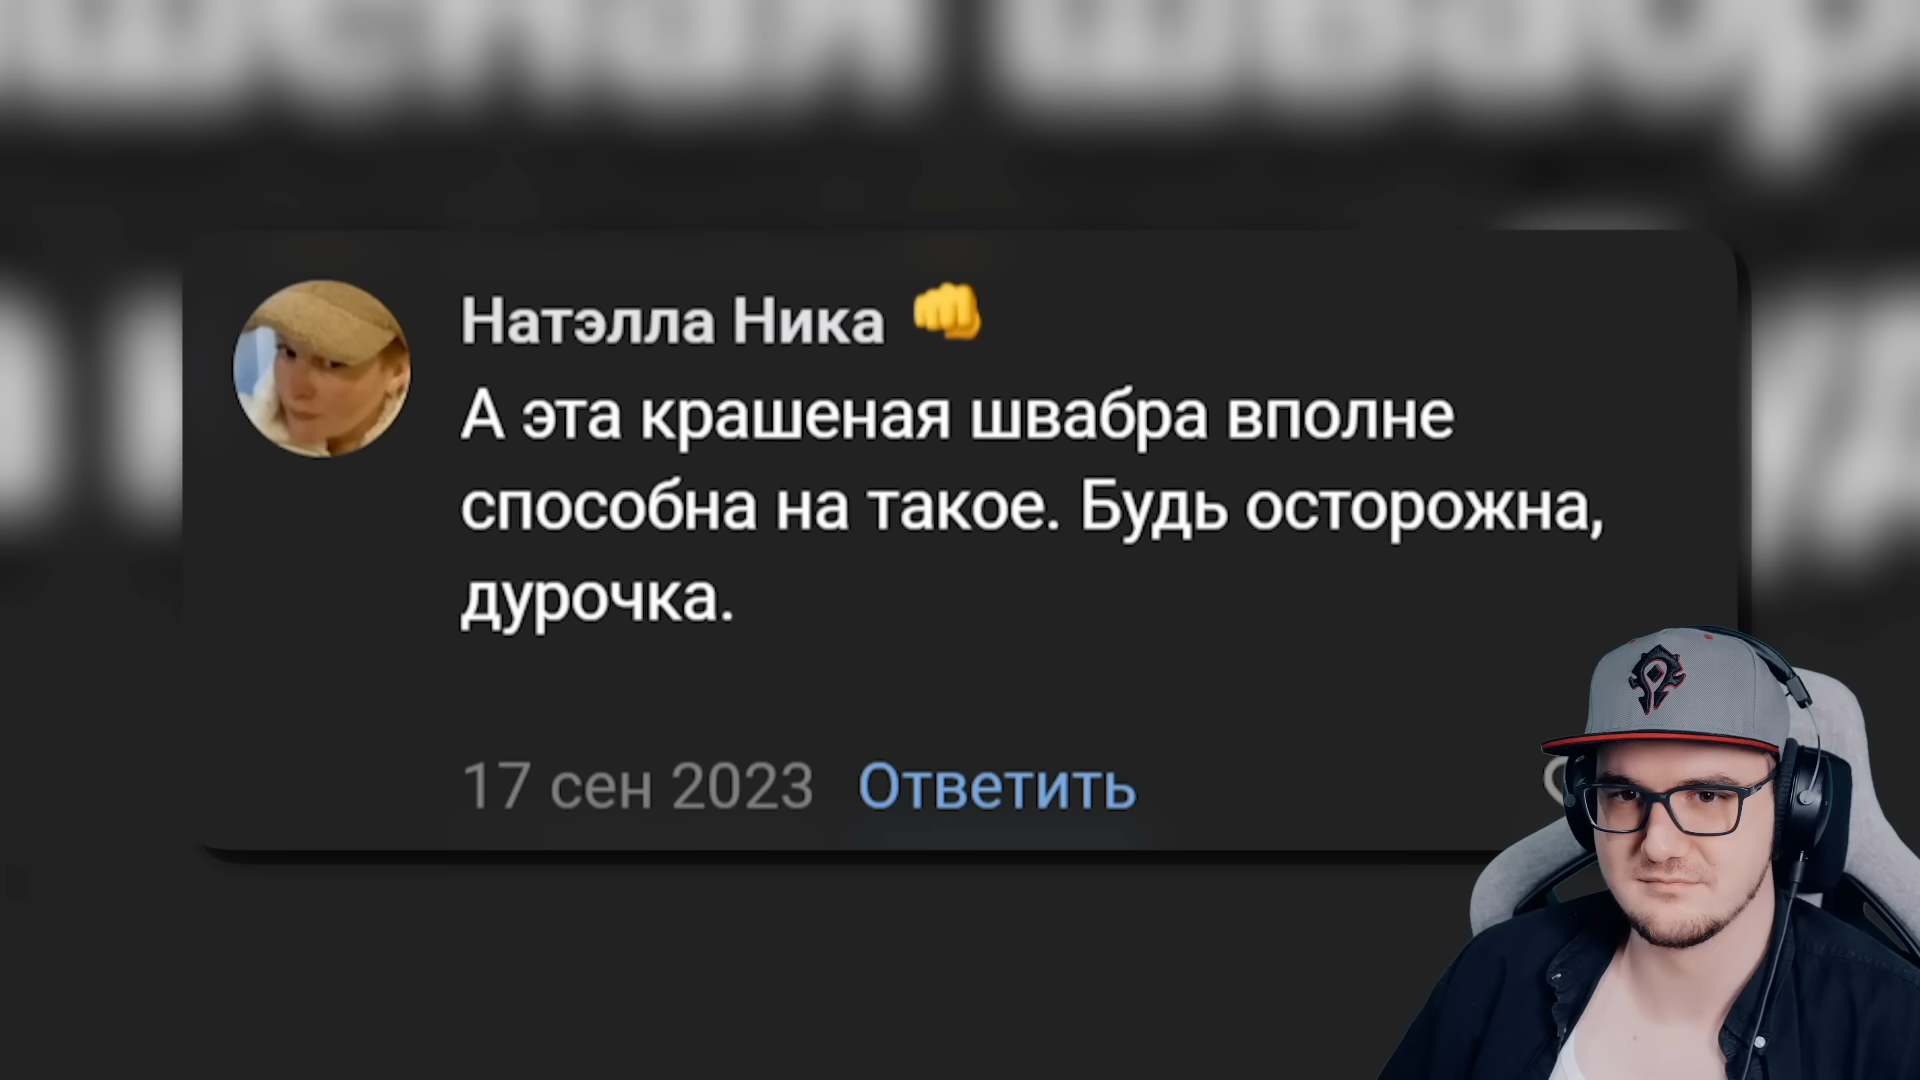 Натэлла Ника
А эта крашеная швабра вполне
способна на такое. Будь осторожна,
дурочка.
17 сен 2023 Ответить